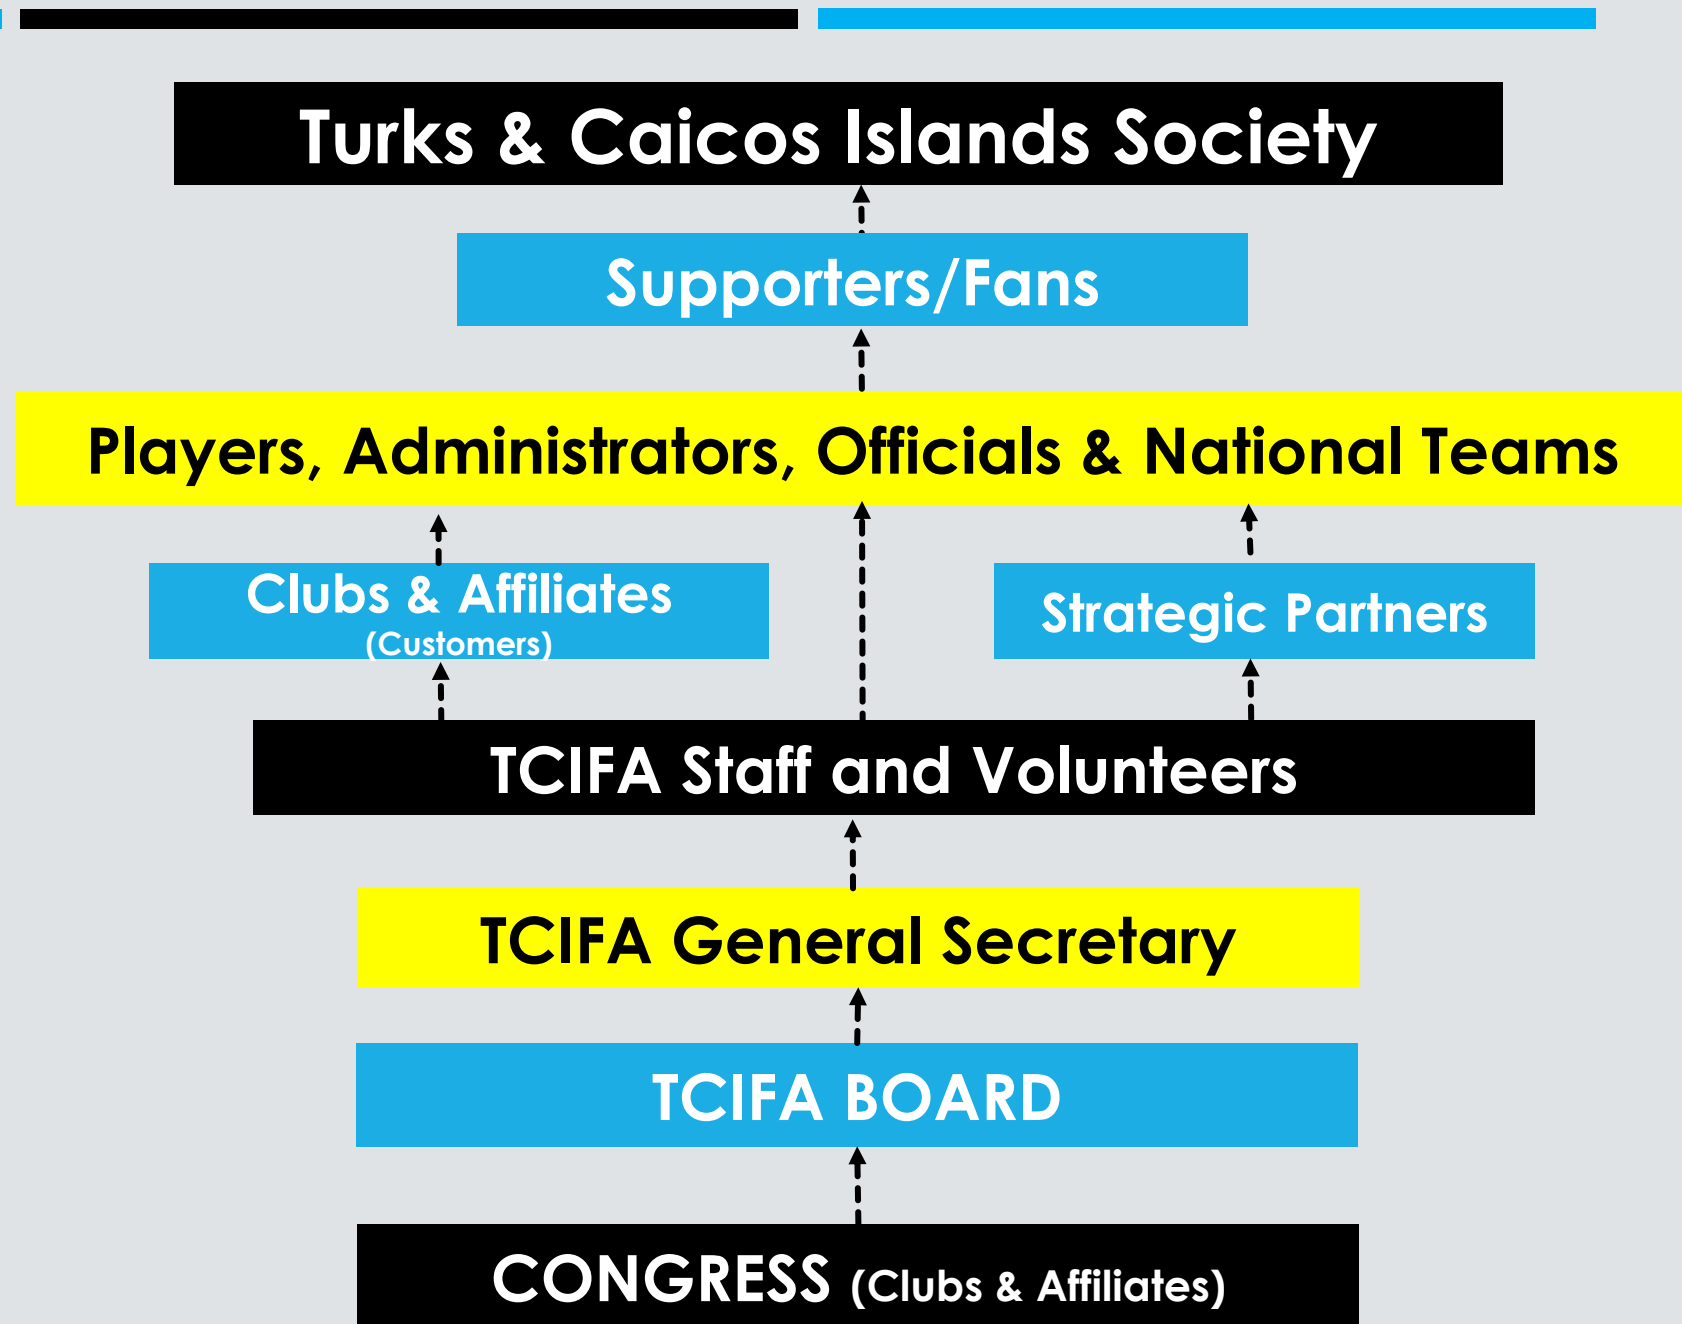 Turks & Caicos Islands Society
Supporters/Fans
Players, Administrators, Officials & National Teams
Clubs & Affiliates
(Customers)
Strategic Partners
TCIFA Staff and Volunteers
TCIFA General Secretary
TCIFA BOARD
CONGRESS (Clubs & Affiliates)